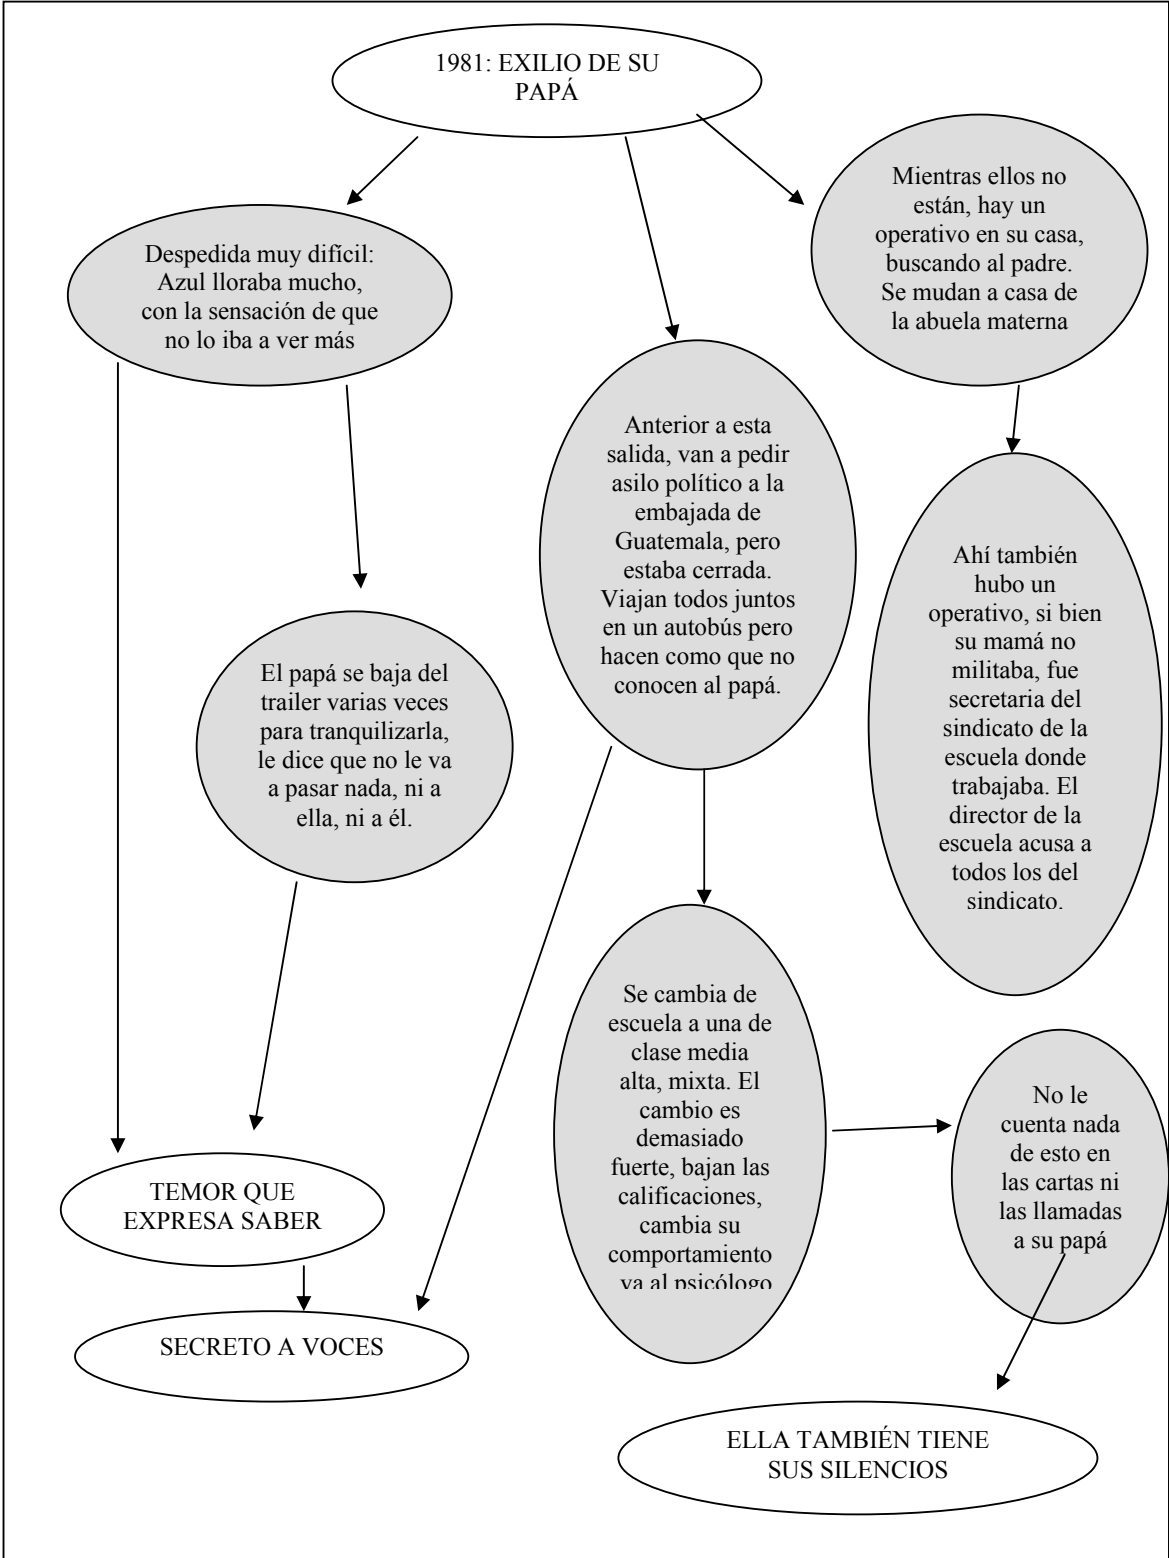 1981: EXILIO DE SU
PAPÁ
Despedida muy difícil:
Azul lloraba mucho,
con la sensación de que
no lo iba a ver más
Mientras ellos no
están, hay un
operativo en su casa,
buscando al padre.
Se mudan a casa de
la abuela materna
Anterior a esta
salida, van a pedir
asilo político a la
embajada de
Guatemala, pero
estaba cerrada.
Viajan todos juntos
en un autobús pero
hacen como que no
conocen al papá.
Ahí también
hubo un
operativo, si bien
su mamá no
militaba, fue
secretaria del
sindicato de la
escuela donde
trabajaba. El
director de la
escuela acusa a
todos los del
sindicato.
El papá se baja del
trailer varias veces
para tranquilizarla,
le dice que no le va
a pasar nada, ni a
ella, ni a él.
Se cambia de
escuela a una de
clase media
alta, mixta. El
cambio es
demasiado
fuerte, bajan las
calificaciones,
cambia su
comportamiento
va al psicólogo
No le
cuenta nada
de esto en
las cartas ni
las llamadas
a su papá
TEMOR QUE
EXPRESA SABER
SECRETO A VOCES
ELLA TAMBIÉN TIENE
SUS SILENCIOS